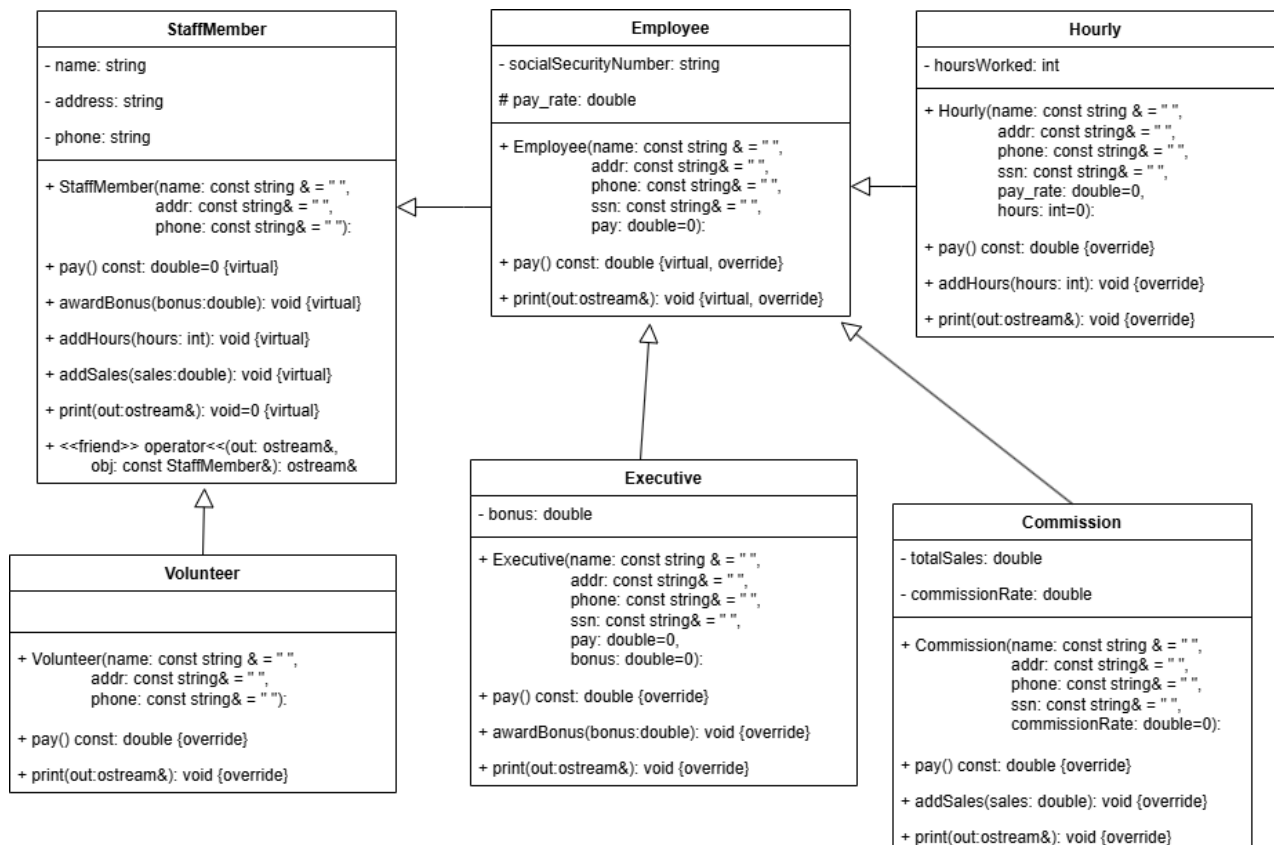 StaffMember
- name: string
- address: string
- phone: string
+ StaffMember(name: const string & = " ",
addr: const string& = " ",
phone: const string& = " "):
+ pay() const: double=0 {virtual}
+ awardBonus(bonus:double): void {virtual}
+ addHours(hours: int): void {virtual}
+ addSales(sales:double): void {virtual}
+ print(out:ostream&): void=0 {virtual}
+ <<friend>> operator<<(out: ostream&,
obj: const StaffMember&): ostream&
Employee
- socialSecurityNumber: string
# pay_rate: double
+ Employee(name: const string & = " ",
addr: const string& = " ",
phone: const string& = " ",
ssn: const string& = " ",
pay: double=0):
+ pay() const: double {virtual, override}
+ print(out:ostream&): void {virtual, override}
Hourly
- hoursWorked: int
+ Hourly(name: const string & = " ",
addr: const string& = " ",
phone: const string& = " ",
ssn: const string& = " ",
pay_rate: double=0,
hours: int=0):
+ pay() const: double {override}
+ addHours(hours: int): void {override}
+ print(out:ostream&): void {override}
Volunteer
+ Volunteer(name: const string & = " ",
addr: const string& = " ",
phone: const string& = " "):
+ pay() const: double {override}
+ print(out:ostream&): void {override}
Executive
- bonus: double
+ Executive(name: const string & = " ",
addr: const string& = " ",
phone: const string& = " ",
ssn: const string& = " ",
pay: double=0,
bonus: double=0):
+ pay() const: double {override}
+ awardBonus(bonus:double): void {override}
+ print(out:ostream&): void {override}
Commission
- totalSales: double
- commissionRate: double
+ Commission(name: const string & = " ",
addr: const string& = " ",
phone: const string& = " ",
ssn: const string& = " ",
commissionRate: double=0):
+ pay() const: double {override}
+ addSales(sales: double): void {override}
+ print(out:ostream&): void {override}